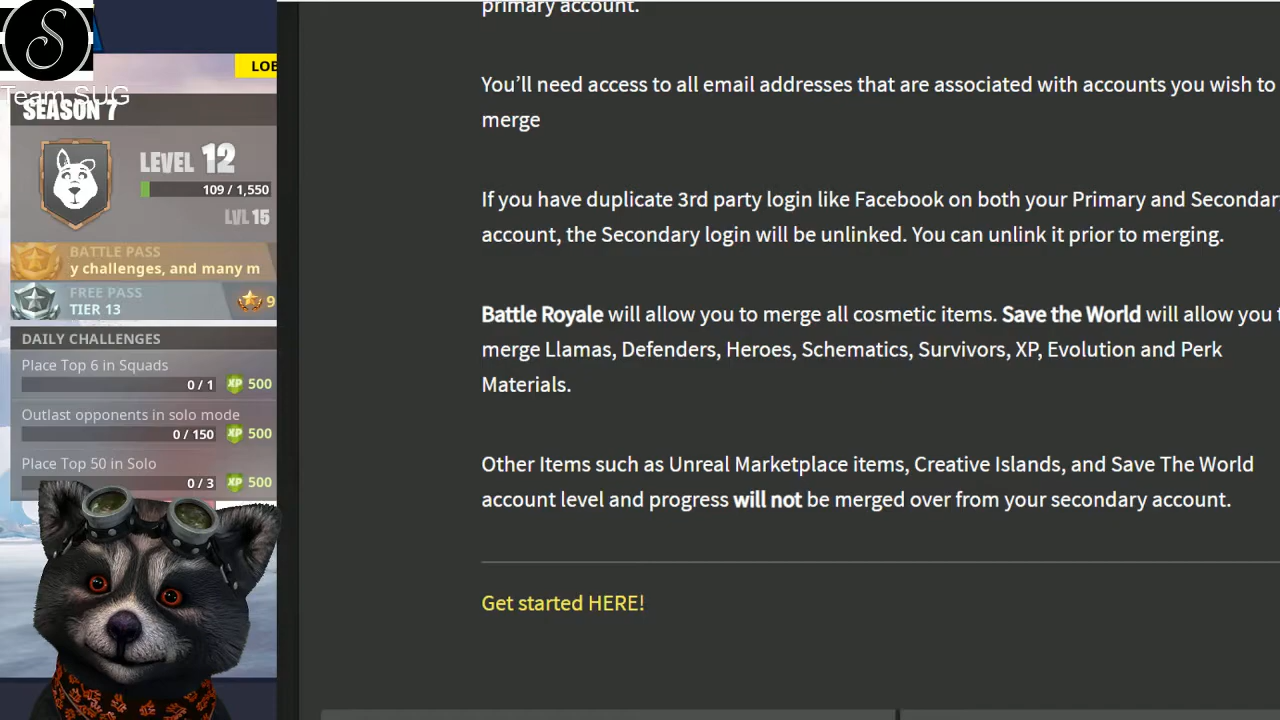 S
Team SUG
LOB
SEASON 7
LEVEL 12
109 / 1,550
LVL 15
BATTLE PASS
y challenges, and many m
FREE PASS
TIER 13
9
DAILY CHALLENGES
Place Top 6 in Squads
0 / 1 XP 500
Outlast opponents in solo mode
0 / 150 XP 500
Place Top 50 in Solo
0 / 3 XP 500
primary account.
You’ll need access to all email addresses that are associated with accounts you wish to
merge
If you have duplicate 3rd party login like Facebook on both your Primary and Secondar
account, the Secondary login will be unlinked. You can unlink it prior to merging.
Battle Royale will allow you to merge all cosmetic items. Save the World will allow you t
merge Llamas, Defenders, Heroes, Schematics, Survivors, XP, Evolution and Perk
Materials.
Other Items such as Unreal Marketplace items, Creative Islands, and Save The World
account level and progress will not be merged over from your secondary account.
Get started HERE!